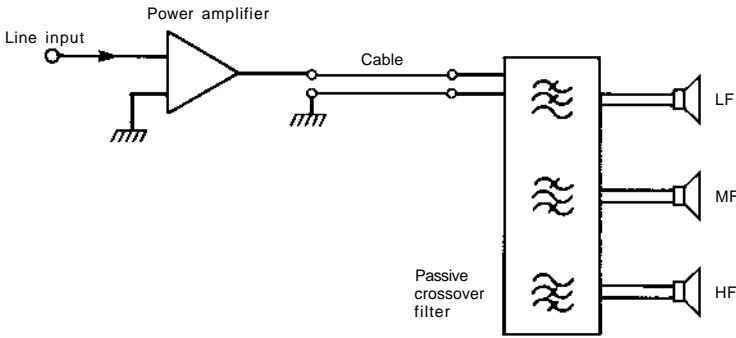 Power amplifier
Line input
Cable
LF
MF
Passive
crossover
filter
HF